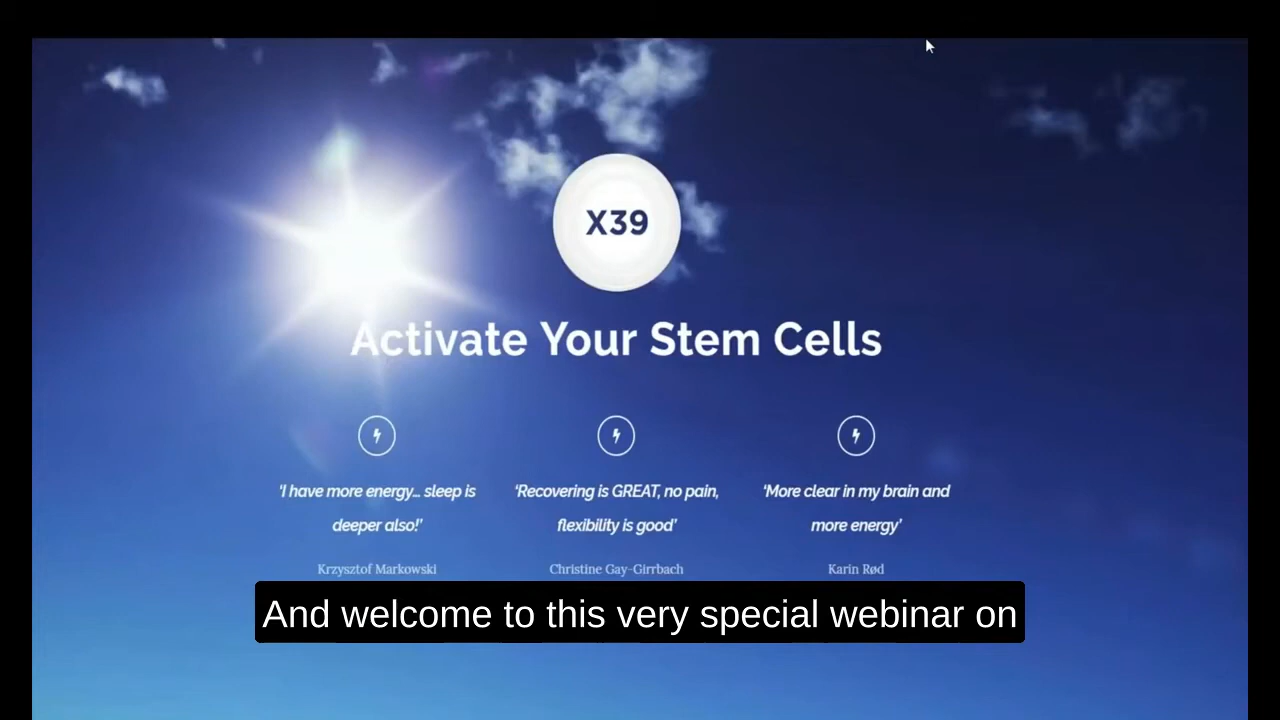 X39
Activate Your Stem Cells
'I have more energy... sleep is
deeper also!'
Krzysztof Markowski
'Recovering is GREAT, no pain,
flexibility is good'
Christine Gay-Girrbach
'More clear in my brain and
more energy'
Karin Rød
And welcome to this very special webinar on